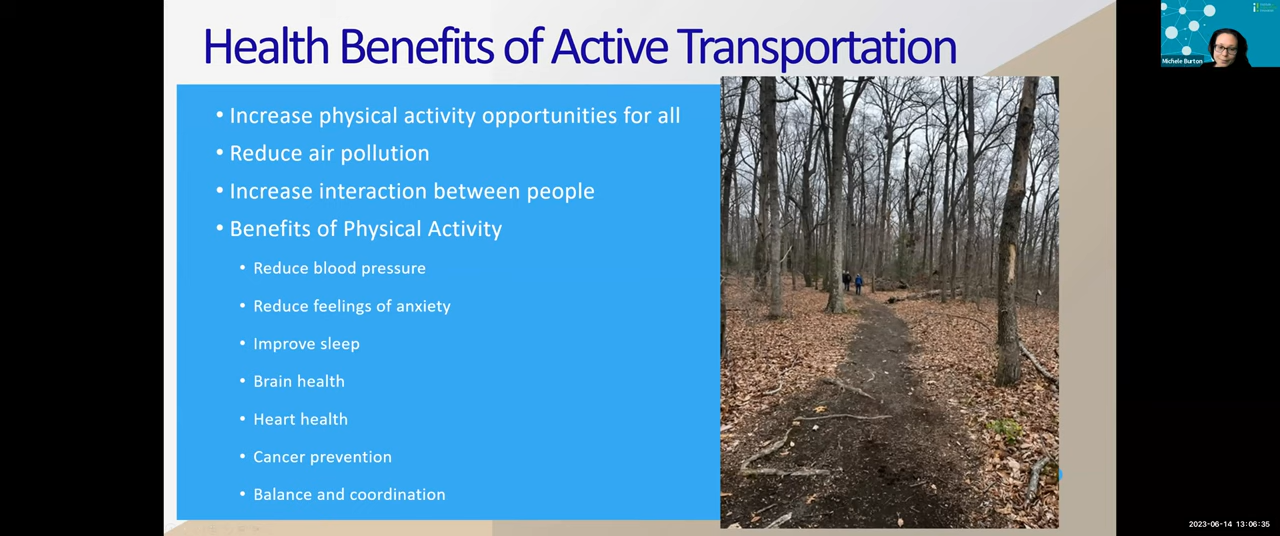 Health Benefits of Active Transportation
• Increase physical activity opportunities for all
• Reduce air pollution
• Increase interaction between people
• Benefits of Physical Activity
• Reduce blood pressure
• Reduce feelings of anxiety
• Improve sleep
• Brain health
• Heart health
• Cancer prevention
• Balance and coordination
Michele Burton
2023-06-14 13:06:35